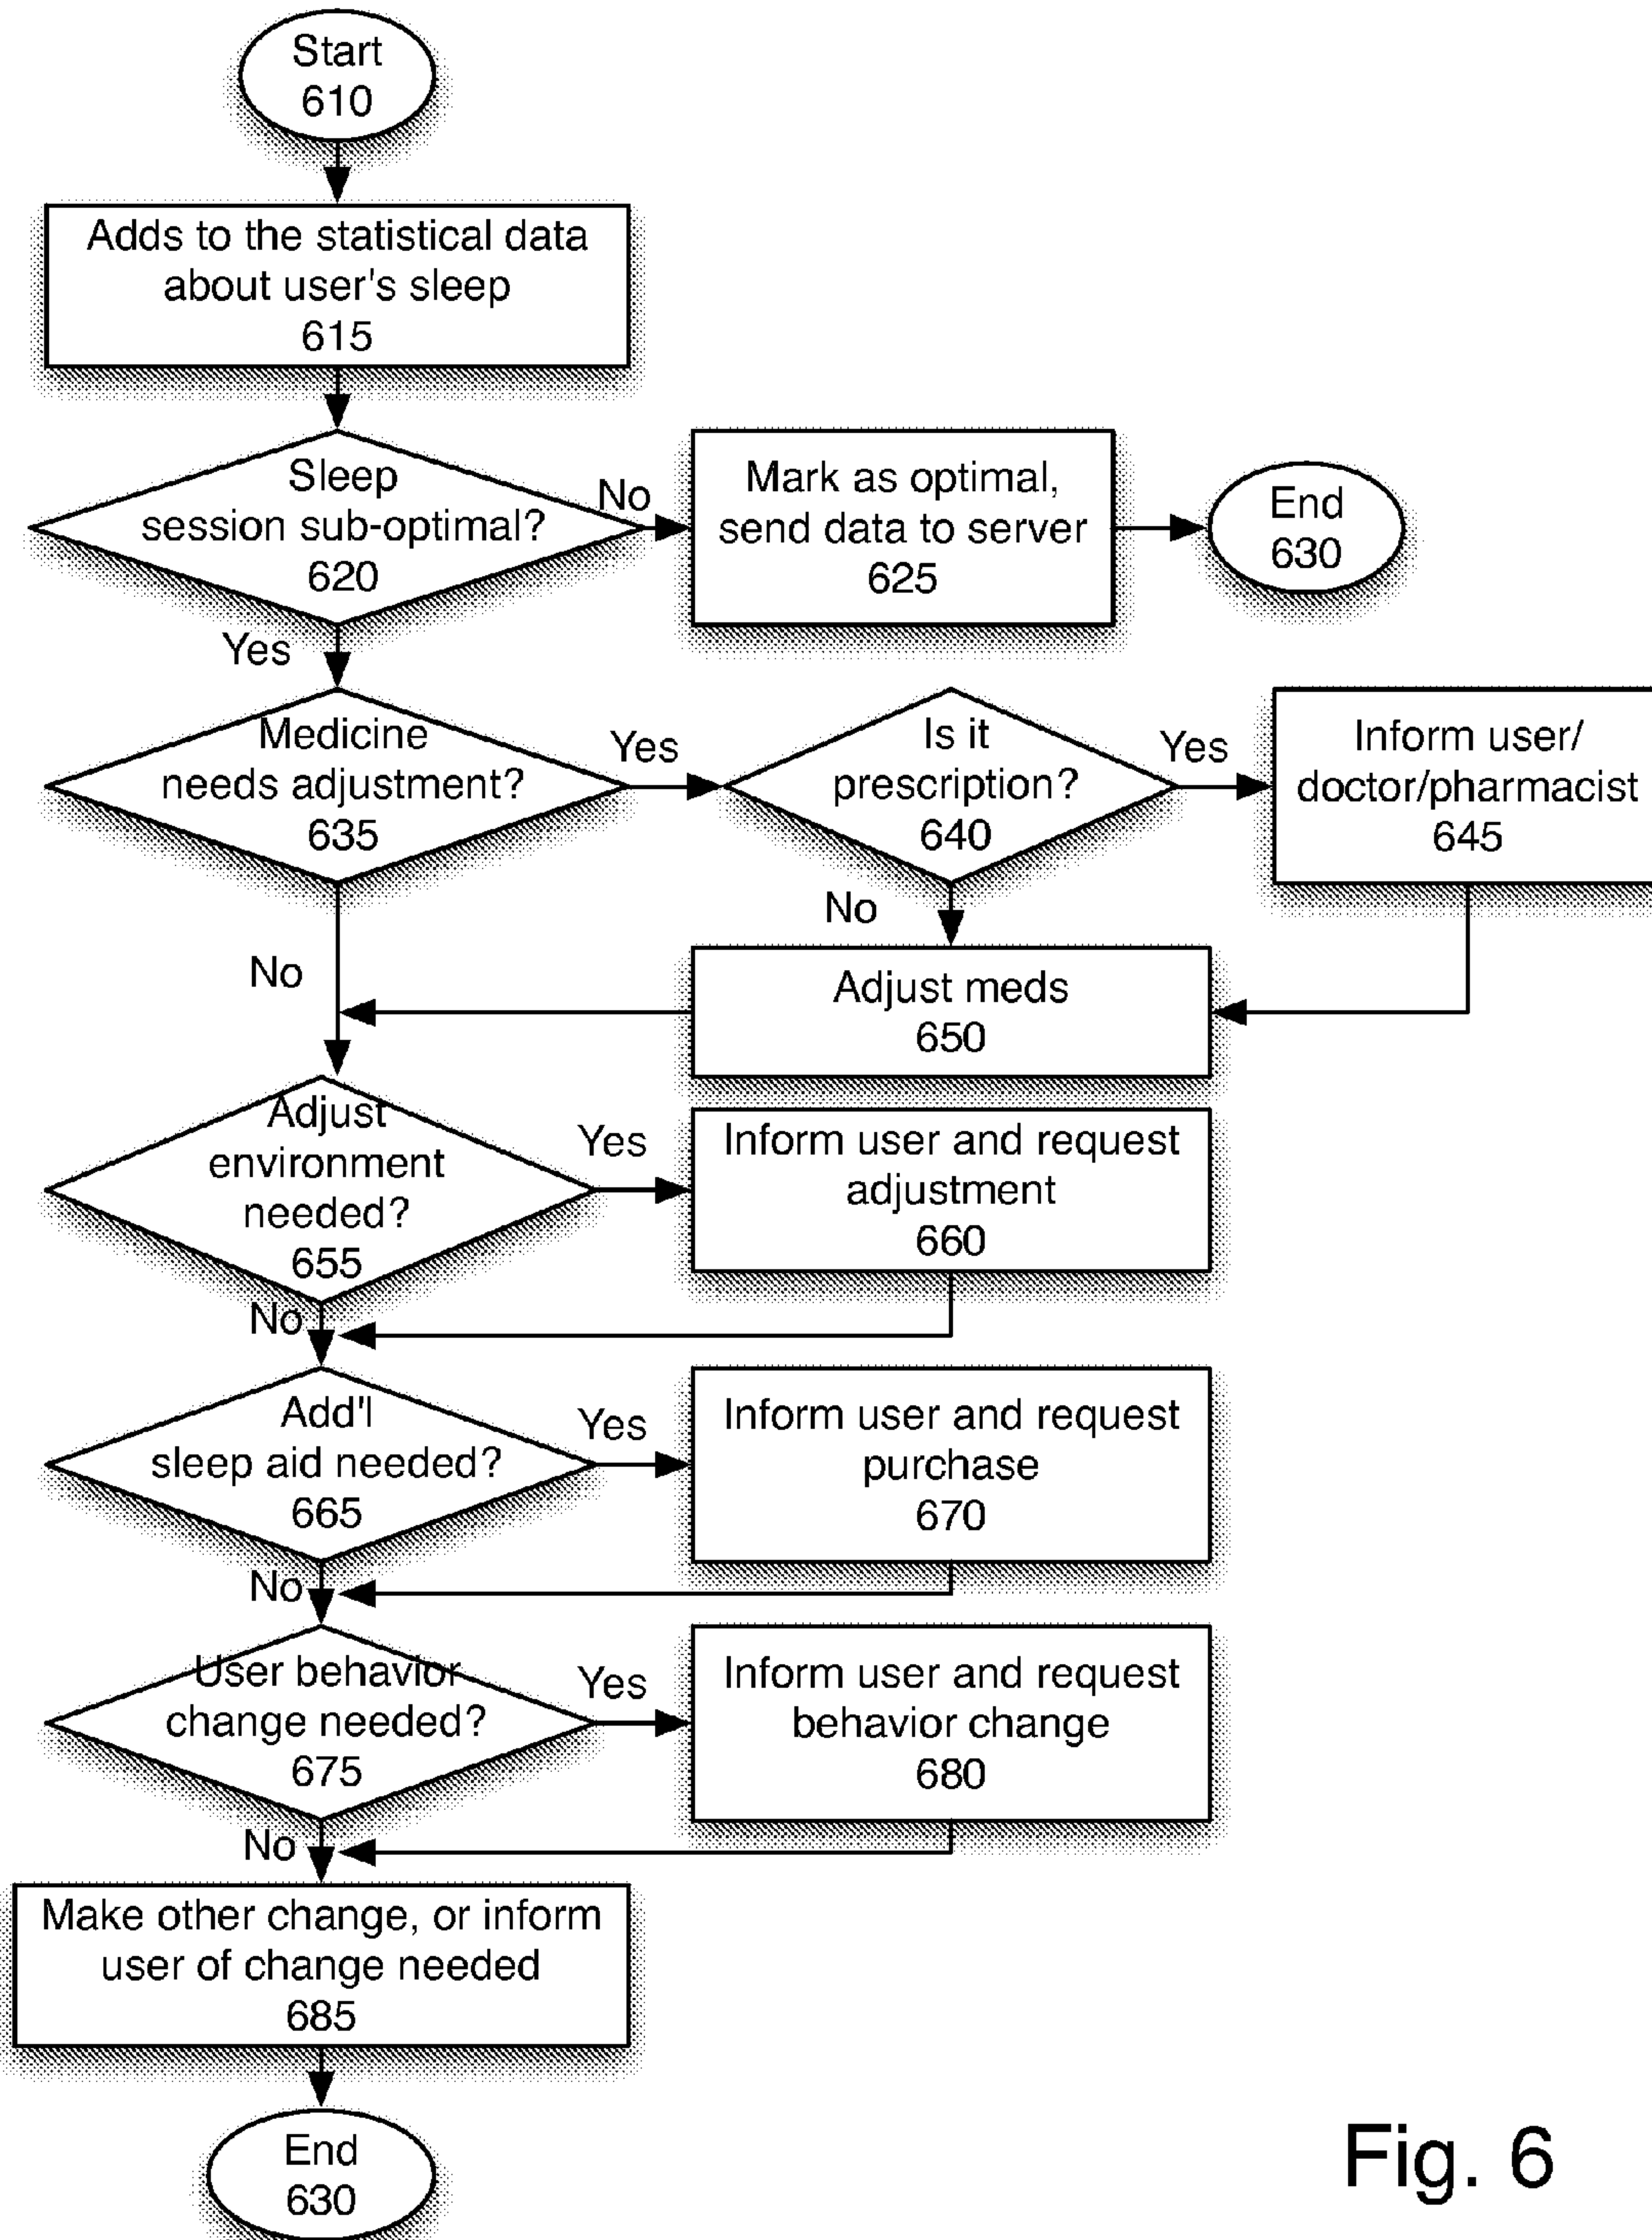 Start
610
Adds to the statistical data
about user's sleep
615
Sleep
session sub-optimal?
620
No
Mark as optimal,
send data to server
625
End
630
Yes
Medicine
needs adjustment?
635
Yes
Is it
prescription?
640
Yes
Inform user/
doctor/pharmacist
645
No
No
Adjust meds
650
Adjust
environment
needed?
655
Yes
Inform user and request
adjustment
660
No
Add'l
sleep aid needed?
665
Yes
Inform user and request
purchase
670
No
User behavior
change needed?
675
Yes
Inform user and request
behavior change
680
No
Make other change, or inform
user of change needed
685
End
630
Fig. 6